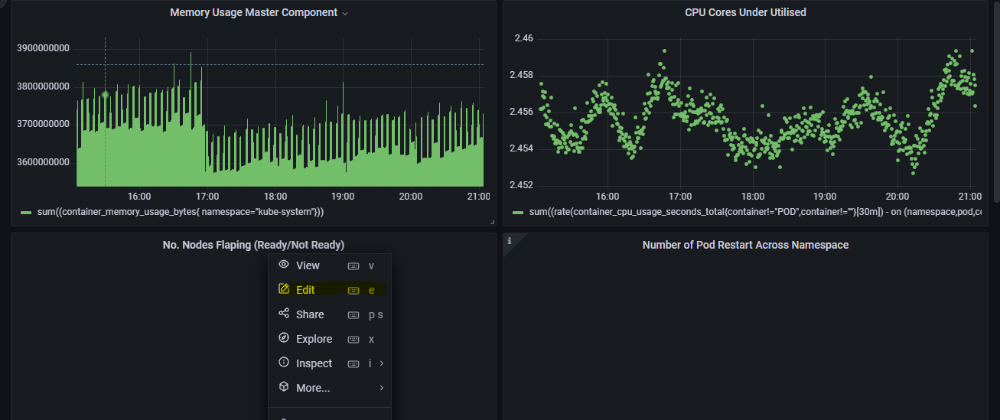 Memory Usage Master Component
3900000000
3800000000
3700000000
3600000000
16:00 17:00 18:00 19:00 20:00 21:00
sum((container_memory_usage_bytes{ namespace="kube-system"}))
CPU Cores Under Utilised
2.46
2.458
2.456
2.454
2.452
16:00 17:00 18:00 19:00 20:00 21:00
sum((rate(container_cpu_usage_seconds_total{container!="POD",container!=""}[30m]) - on (namespace,pod,cc
No. Nodes Flaping (Ready/Not Ready)
View v
Edit e
Share p s
Explore x
Inspect i
More...
i
Number of Pod Restart Across Namespace